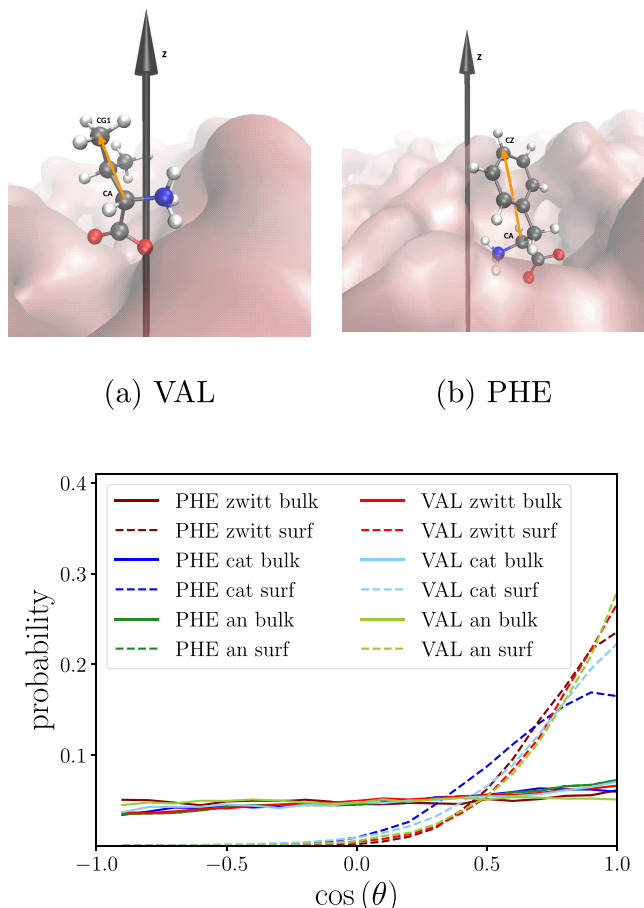 z
CG1
CA
z
CZ
CA
(a) VAL
(b) PHE
0.4
0.3
0.2
0.1
probability
PHE zwitt bulk
PHE zwitt surf
PHE cat bulk
PHE cat surf
PHE an bulk
PHE an surf
VAL zwitt bulk
VAL zwitt surf
VAL cat bulk
VAL cat surf
VAL an bulk
VAL an surf
−1.0
−0.5
0.0
0.5
1.0
cos (θ)